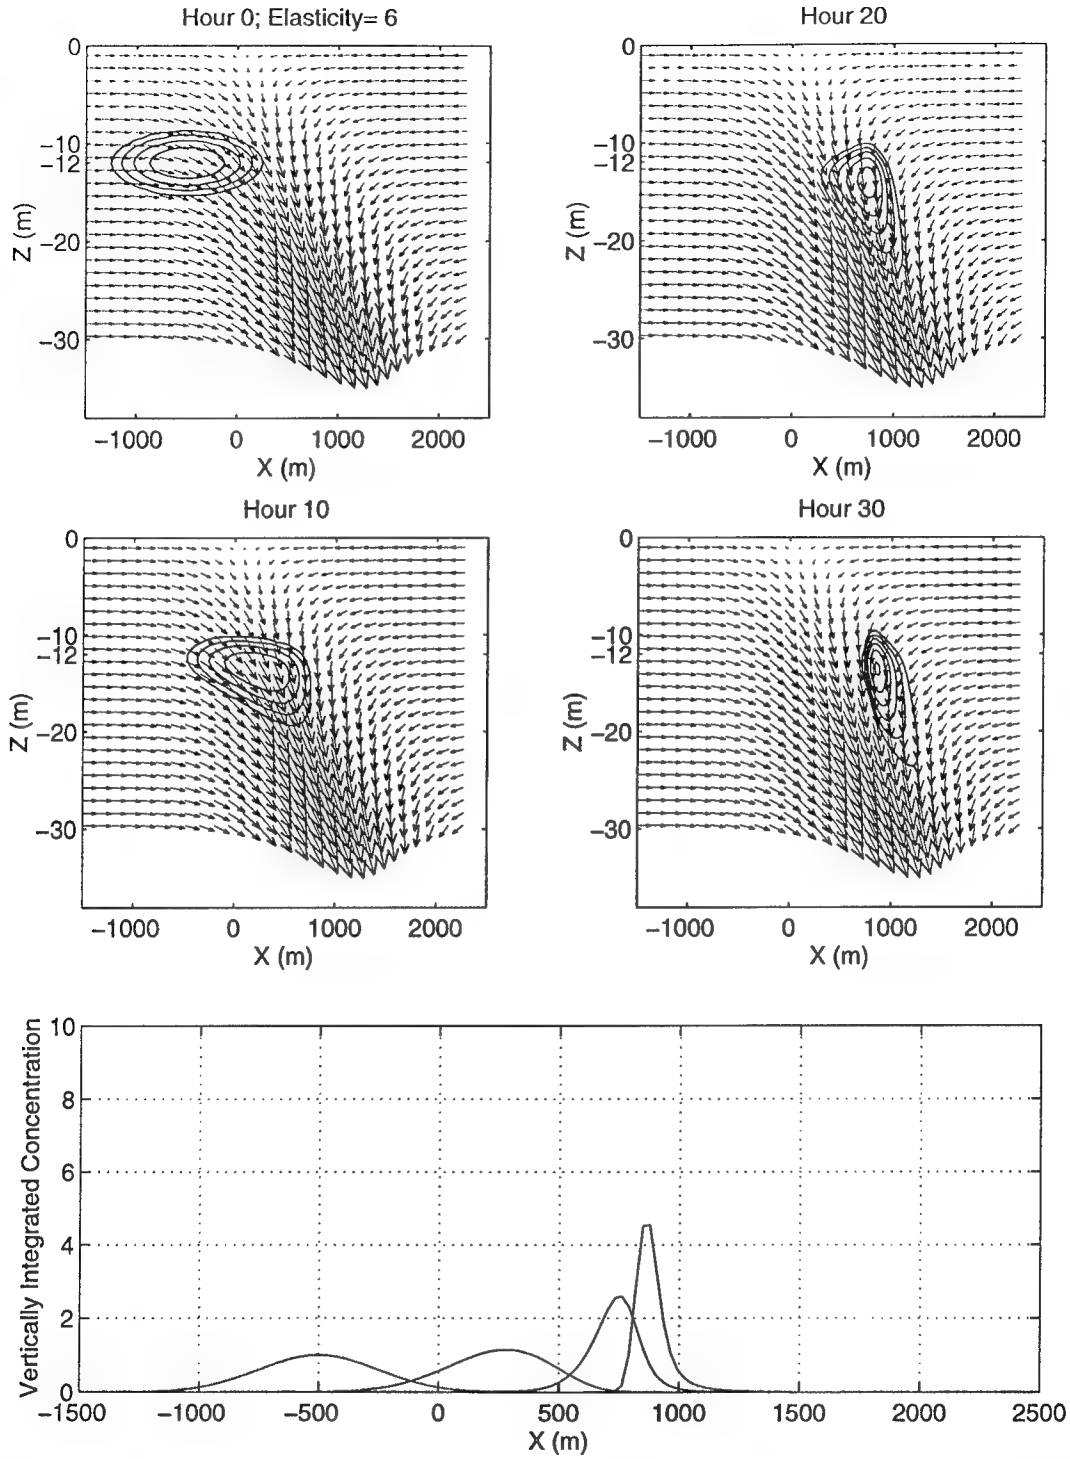 Hour 0; Elasticity= 6
0
−10
−12
−20
−30
Z (m)
−1000 0 1000 2000
X (m)
Hour 20
0
−10
−12
−20
−30
Z (m)
−1000 0 1000 2000
X (m)
Hour 10
0
−10
−12
−20
−30
Z (m)
−1000 0 1000 2000
X (m)
Hour 30
0
−10
−12
−20
−30
Z (m)
−1000 0 1000 2000
X (m)
Vertically Integrated Concentration
10
8
6
4
2
0
−1500 −1000 −500 0 500 1000 1500 2000 2500
X (m)